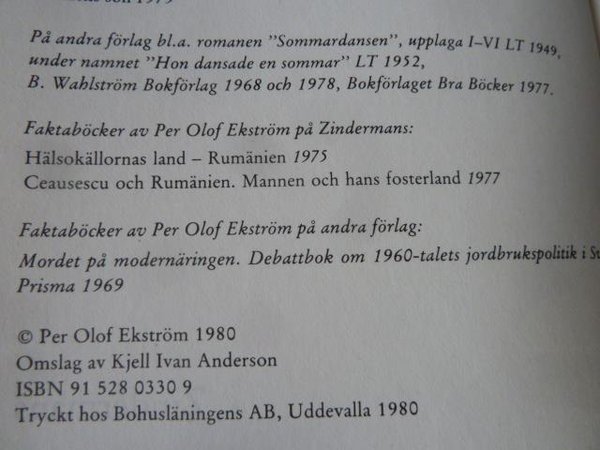 1979
På andra förlag bl.a. romanen "Sommardansen", upplaga I–VI LT 1949,
under namnet "Hon dansade en sommar" LT 1952,
B. Wahlström Bokförlag 1968 och 1978, Bokförlaget Bra Böcker 1977.
Faktaböcker av Per Olof Ekström på Zindermans:
Hälsokällornas land – Rumänien 1975
Ceausescu och Rumänien. Mannen och hans fosterland 1977
Faktaböcker av Per Olof Ekström på andra förlag:
Mordet på modernäringen. Debattbok om 1960-talets jordbrukspolitik i
Prisma 1969
© Per Olof Ekström 1980
Omslag av Kjell Ivan Anderson
ISBN 91 528 0330 9
Tryckt hos Bohusläningens AB, Uddevalla 1980